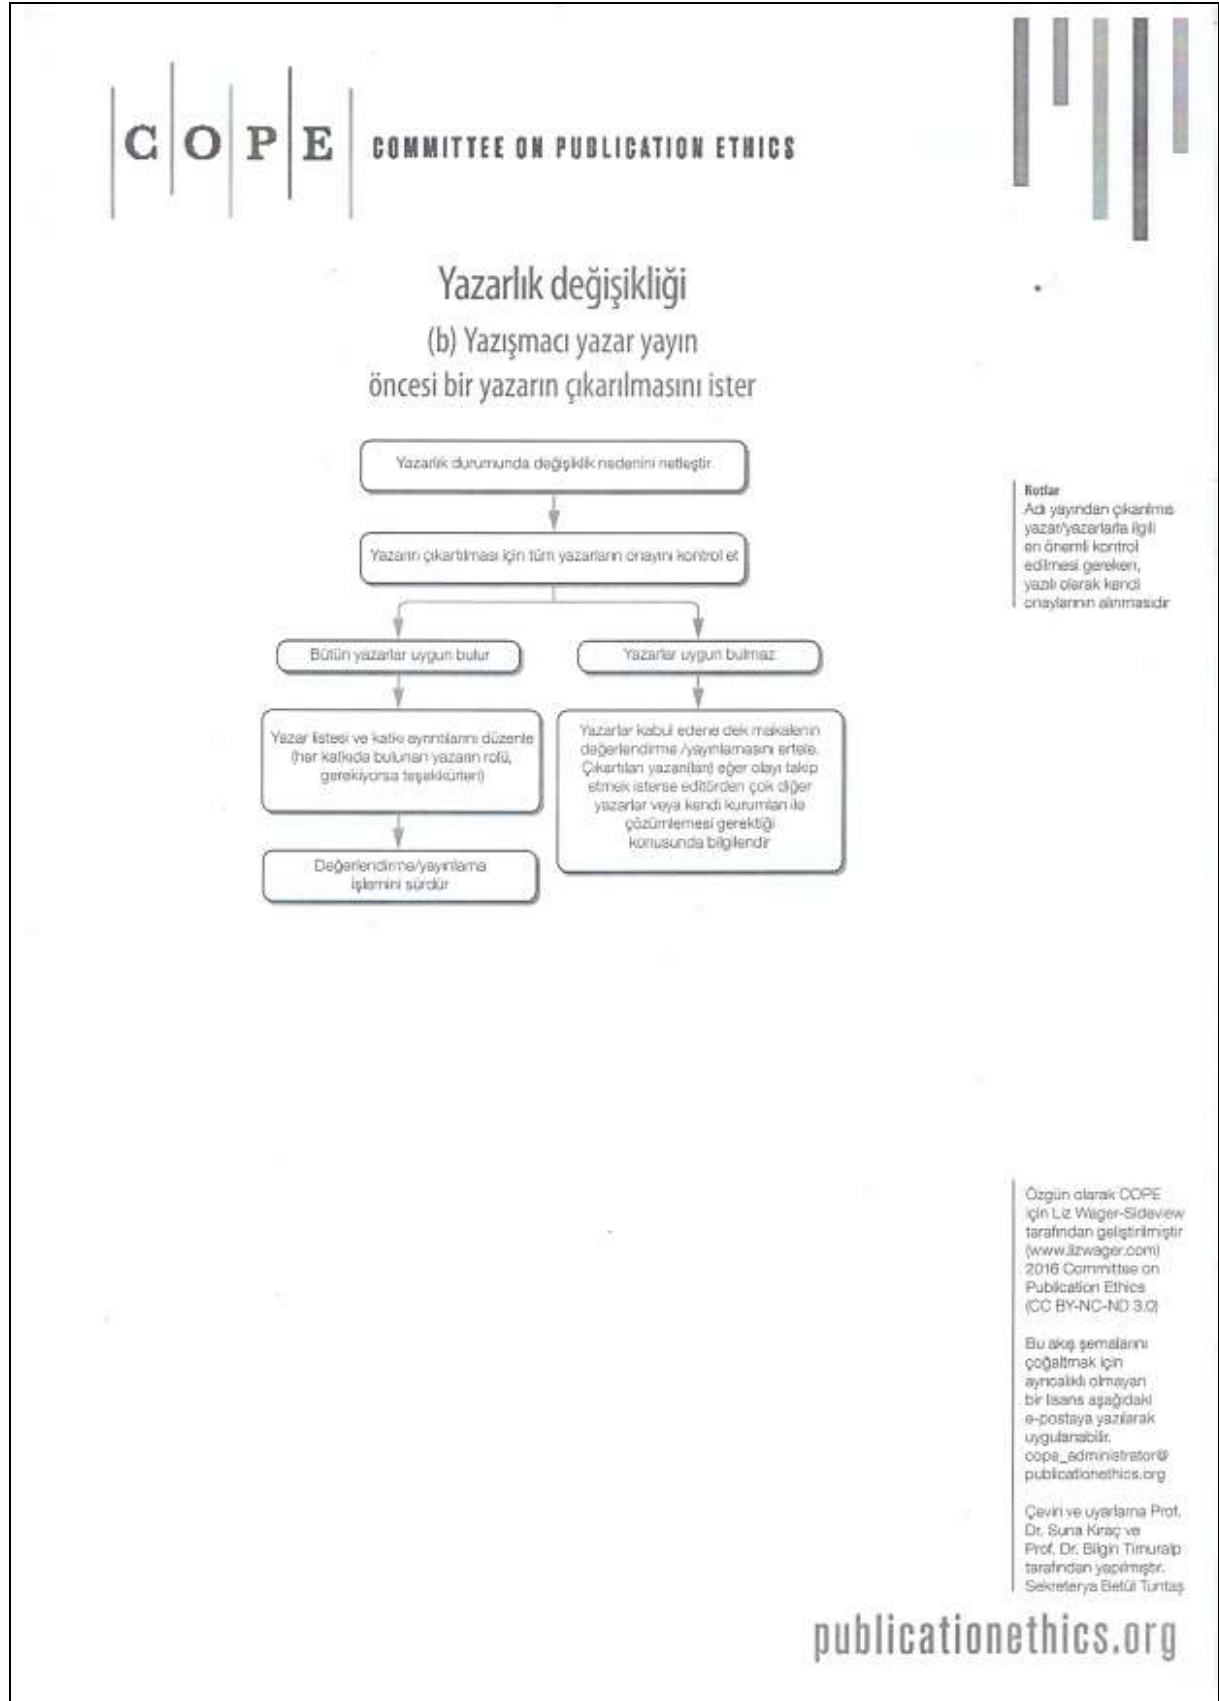 COPE COMMITTEE ON PUBLICATION ETHICS
Yazarlık değişikliği
(b) Yazışmacı yazar yayın
öncesi bir yazarın çıkarılmasını ister
Yazarlık durumunda değişiklik nedenini netleştir
Yazarın çıkartılması için tüm yazarların onayını kontrol et
Bütün yazarlar uygun bulur
Yazarlar uygun bulmaz
Yazar listesi ve katkı ayrıntılarını düzenle
(her katkıda bulunan yazarın rolü,
gerekiyorsa teşekkürleri)
Değerlendirme/yayınlama
işlemini sürdür
Yazarlar kabul edene dek makalenin
değerlendirme /yayınlamasını ertele.
Çıkartılan yazar(ları) eğer olayı takip
etmek isterse editörden çok diğer
yazarlar veya kendi kurumları ile
çözümlemesi gerektiği
konusunda bilgilendir
Notlar
Adı yayından çıkarılmış
yazar/yazarlarla ilgili
en önemli kontrol
edilmesi gereken,
yazılı olarak kendi
onaylarının alınmasıdır
Özgün olarak COPE
için Liz Wager-Sideview
tarafından geliştirilmiştir
(www.lizwager.com)
2016 Committee on
Publication Ethics
(CC BY-NC-ND 3.0)
Bu akış şemalarını
çoğaltmak için
ayrıcalıklı olmayan
bir lisans aşağıdaki
e-postaya yazılarak
uygulanabilir.
cope_administrator@
publicationethics.org
Çeviri ve uyarlama Prof.
Dr. Suna Kıraç ve
Prof. Dr. Bilgin Timuralp
tarafından yapılmıştır.
Sekreterya Betül Tuntaş
publicationethics.org